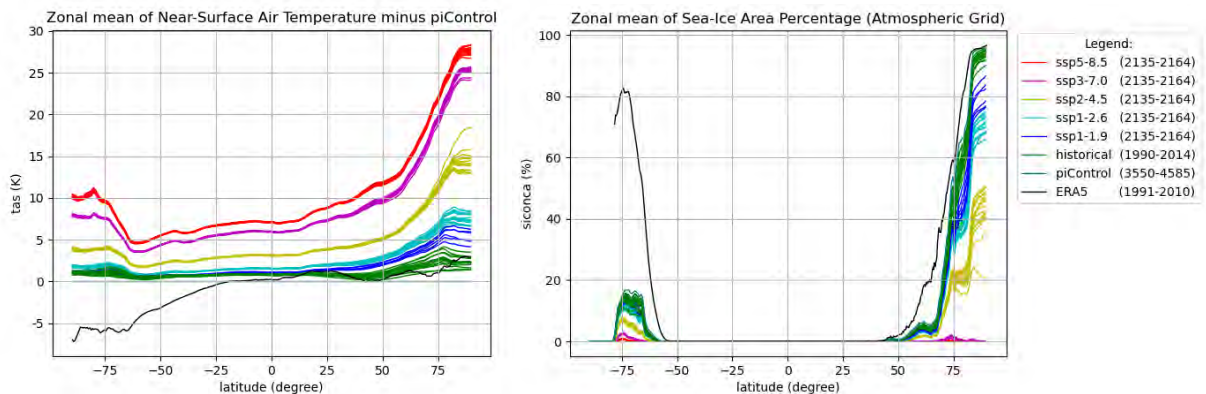 Zonal mean of Near-Surface Air Temperature minus piControl
30
25
20
15
10
5
0
-5
tas (K)
−75 −50 −25 0 25 50 75
latitude (degree)
Zonal mean of Sea-Ice Area Percentage (Atmospheric Grid)
100
80
60
40
20
0
siconca (%)
−75 −50 −25 0 25 50 75
latitude (degree)
Legend:
ssp5-8.5 (2135-2164)
ssp3-7.0 (2135-2164)
ssp2-4.5 (2135-2164)
ssp1-2.6 (2135-2164)
ssp1-1.9 (2135-2164)
historical (1990-2014)
piControl (3550-4585)
ERA5 (1991-2010)